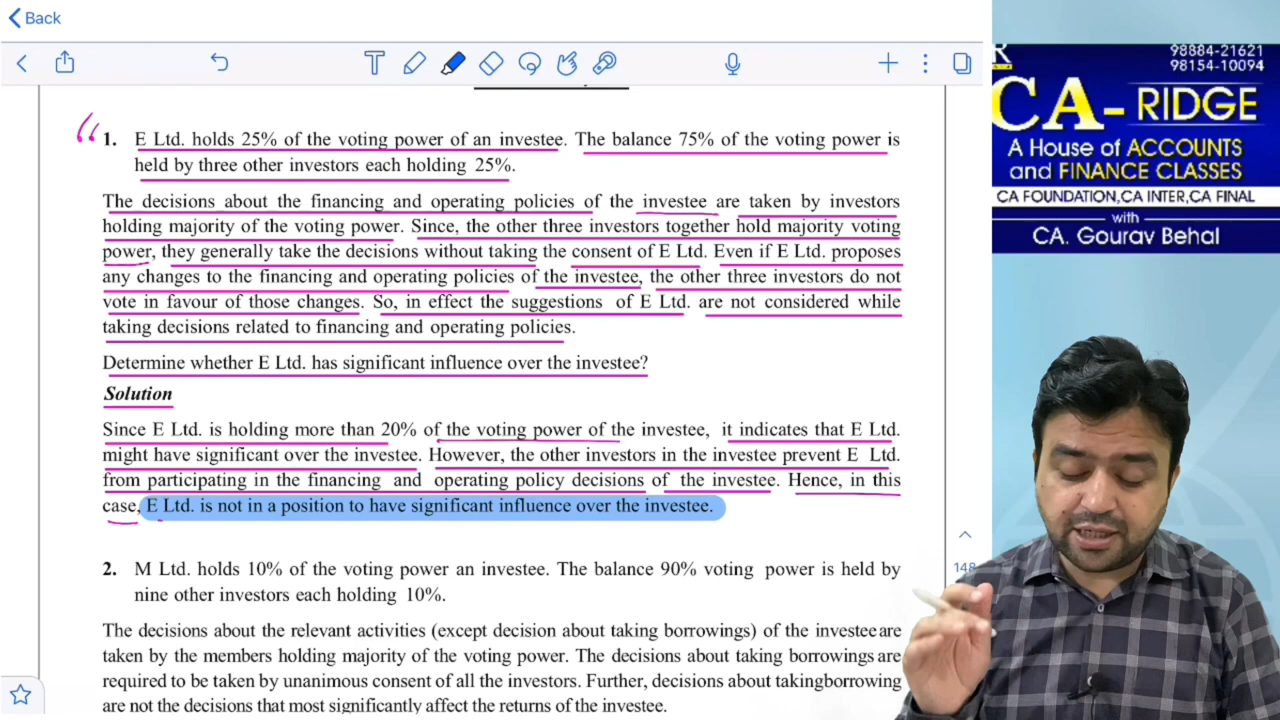 Back
1. E Ltd. holds 25% of the voting power of an investee. The balance 75% of the voting power is
held by three other investors each holding 25%.
The decisions about the financing and operating policies of the investee are taken by investors
holding majority of the voting power. Since, the other three investors together hold majority voting
power, they generally take the decisions without taking the consent of E Ltd. Even if E Ltd. proposes
any changes to the financing and operating policies of the investee, the other three investors do not
vote in favour of those changes. So, in effect the suggestions of E Ltd. are not considered while
taking decisions related to financing and operating policies.
Determine whether E Ltd. has significant influence over the investee?
Solution
Since E Ltd. is holding more than 20% of the voting power of the investee, it indicates that E Ltd.
might have significant over the investee. However, the other investors in the investee prevent E Ltd.
from participating in the financing and operating policy decisions of the investee. Hence, in this
case, E Ltd. is not in a position to have significant influence over the investee.
2. M Ltd. holds 10% of the voting power an investee. The balance 90% voting power is held by
nine other investors each holding 10%.
The decisions about the relevant activities (except decision about taking borrowings) of the investeeare
taken by the members holding majority of the voting power. The decisions about taking borrowings are
required to be taken by unanimous consent of all the investors. Further, decisions about takingborrowing
are not the decisions that most significantly affect the returns of the investee.
148
R
98884-21621
98154-10094
CA- RIDGE
A House of ACCOUNTS
and FINANCE CLASSES
CA FOUNDATION,CA INTER,CA FINAL
with
CA. Gourav Behal